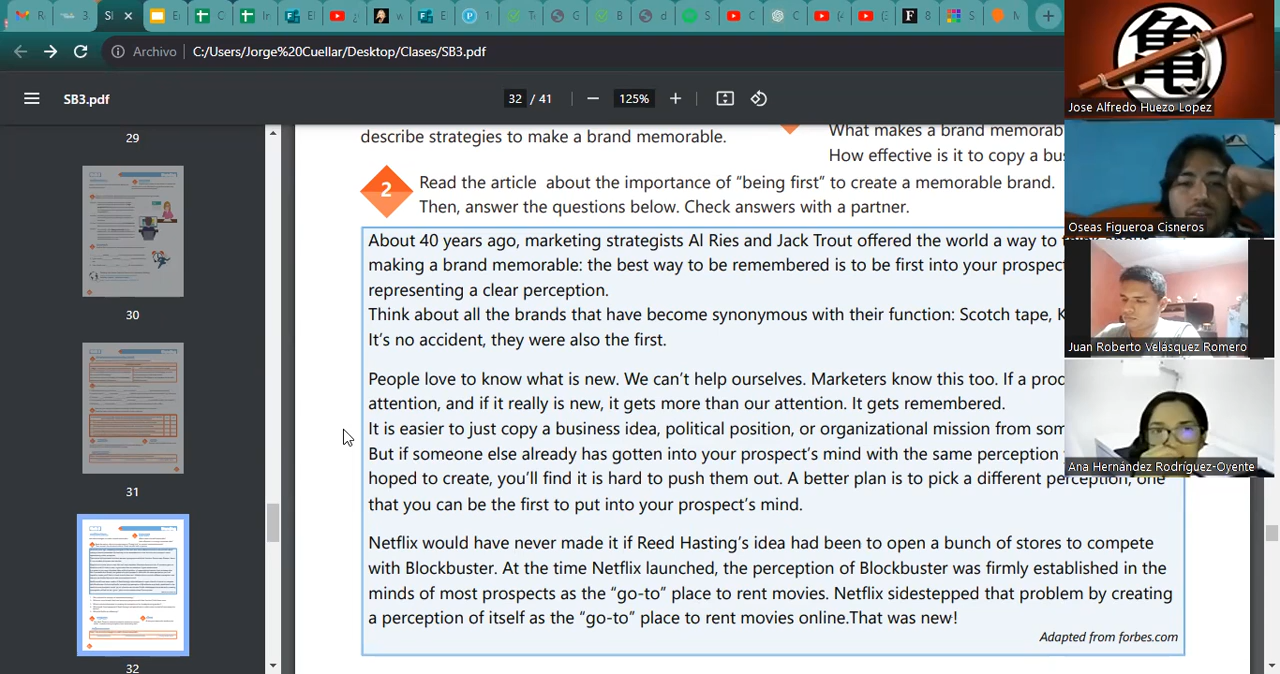 Archivo
C:/Users/Jorge%20Cuellar/Desktop/Clases/SB3.pdf
SB3.pdf
32 / 41
125%
29
30
31
32
describe strategies to make a brand memorable.
What makes a brand memorab
How effective is it to copy a bu
2
Read the article about the importance of "being first" to create a memorable brand.
Then, answer the questions below. Check answers with a partner.
About 40 years ago, marketing strategists Al Ries and Jack Trout offered the world a way to
making a brand memorable: the best way to be remembered is to be first into your prospect
representing a clear perception.
Think about all the brands that have become synonymous with their function: Scotch tape, K
It's no accident, they were also the first.
People love to know what is new. We can't help ourselves. Marketers know this too. If a prod
attention, and if it really is new, it gets more than our attention. It gets remembered.
It is easier to just copy a business idea, political position, or organizational mission from som
But if someone else already has gotten into your prospect's mind with the same perception
hoped to create, you'll find it is hard to push them out. A better plan is to pick a different perception, one
that you can be the first to put into your prospect's mind.
Netflix would have never made it if Reed Hasting's idea had been to open a bunch of stores to compete
with Blockbuster. At the time Netflix launched, the perception of Blockbuster was firmly established in the
minds of most prospects as the "go-to" place to rent movies. Netflix sidestepped that problem by creating
a perception of itself as the "go-to" place to rent movies online.That was new!
Adapted from forbes.com
亀
Jose Alfredo Huezo Lopez
Oseas Figueroa Cisneros
Juan Roberto Velásquez Romero
Ana Hernández Rodríguez-Oyente